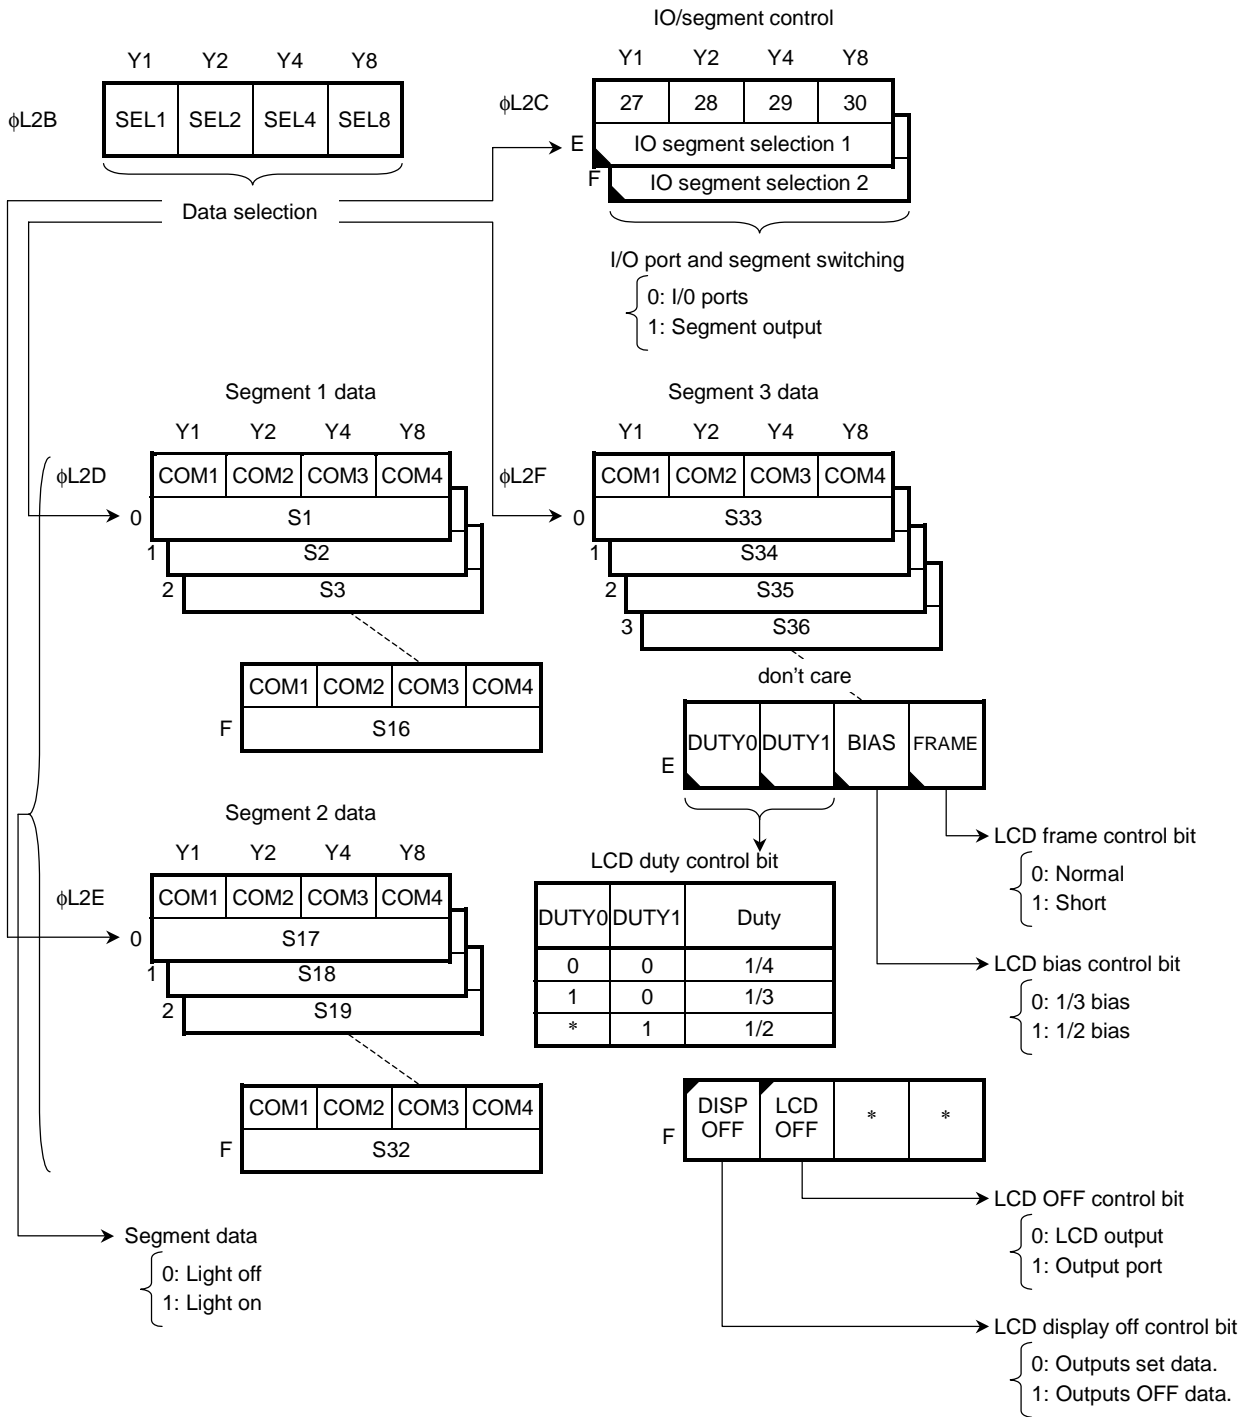 IO/segment control
Y1 Y2 Y4 Y8
φL2B
SEL1 SEL2 SEL4 SEL8
Data selection
Y1 Y2 Y4 Y8
φL2C
27 28 29 30
E IO segment selection 1
F IO segment selection 2
I/O port and segment switching
0: I/0 ports
1: Segment output
Segment 1 data
Y1 Y2 Y4 Y8
φL2D
COM1 COM2 COM3 COM4
0 S1
1 S2
2 S3
COM1 COM2 COM3 COM4
F S16
Segment 3 data
Y1 Y2 Y4 Y8
φL2F
COM1 COM2 COM3 COM4
0 S33
1 S34
2 S35
3 S36
don't care
E DUTY0 DUTY1 BIAS FRAME
Segment 2 data
Y1 Y2 Y4 Y8
φL2E
COM1 COM2 COM3 COM4
0 S17
1 S18
2 S19
COM1 COM2 COM3 COM4
F S32
LCD duty control bit
DUTY0 DUTY1 Duty
0 0 1/4
1 0 1/3
* 1 1/2
LCD frame control bit
0: Normal
1: Short
LCD bias control bit
0: 1/3 bias
1: 1/2 bias
F DISP OFF LCD OFF * *
LCD OFF control bit
0: LCD output
1: Output port
LCD display off control bit
0: Outputs set data.
1: Outputs OFF data.
Segment data
0: Light off
1: Light on